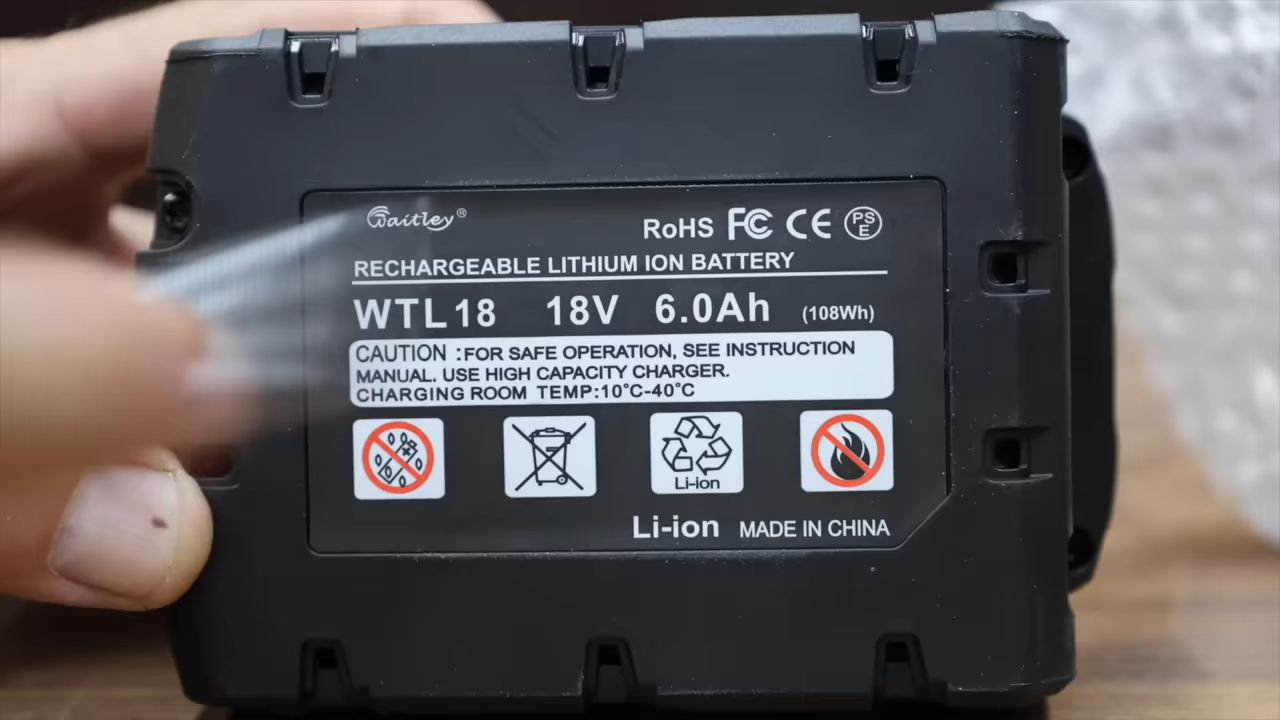 Waitley®
RoHS FC CE PSE
RECHARGEABLE LITHIUM ION BATTERY
WTL18 18V 6.0Ah (108Wh)
CAUTION :FOR SAFE OPERATION, SEE INSTRUCTION
MANUAL. USE HIGH CAPACITY CHARGER.
CHARGING ROOM TEMP:10°C-40°C
Li-ion
Li-ion MADE IN CHINA